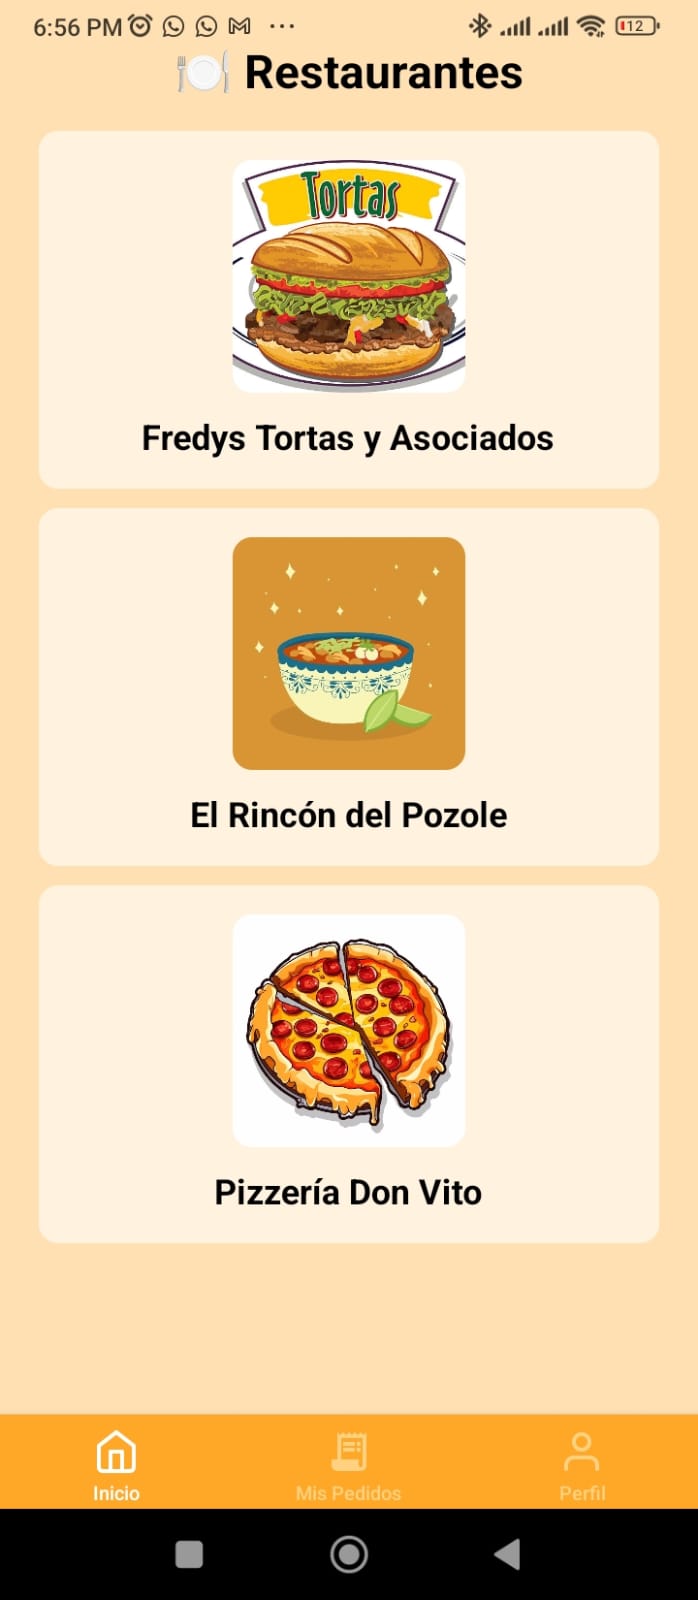 6:56 PM
12
Restaurantes
Tortas
Fredys Tortas y Asociados
El Rincón del Pozole
Pizzería Don Vito
Inicio
Mis Pedidos
Perfil